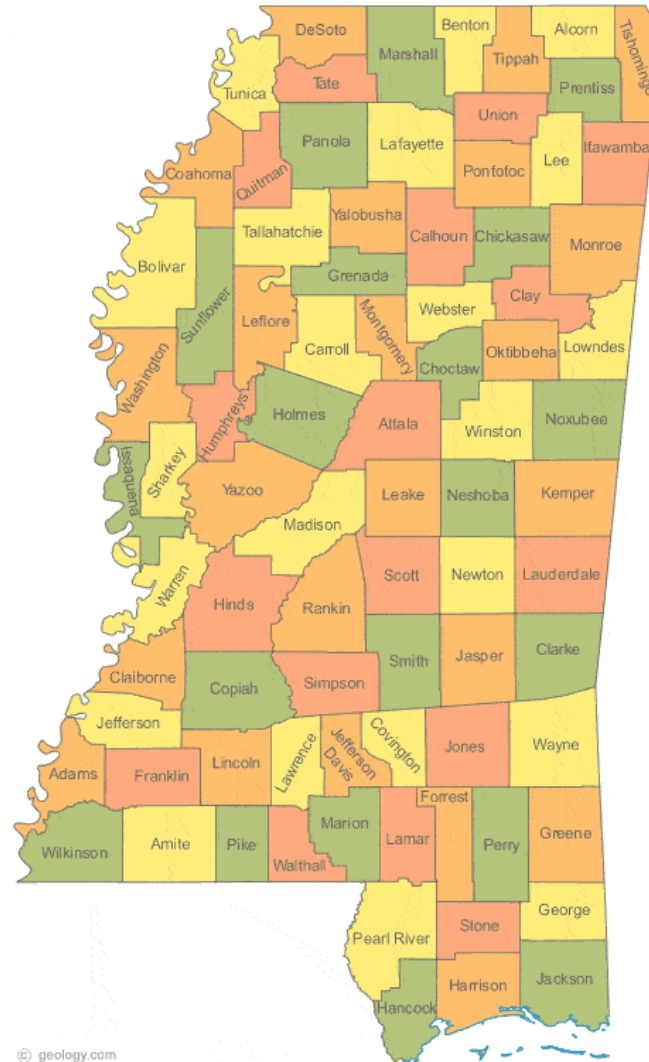 DeSoto
Marshall
Benton
Tippah
Alcorn
Tishomingo
Tate
Prentiss
Tunica
Union
Panola
Lafayette
Pontotoc
Lee
Itawamba
Coahoma
Quitman
Yalobusha
Tallahatchie
Calhoun
Chickasaw
Monroe
Bolivar
Grenada
Sunflower
Clay
Webster
Leflore
Montgomery
Carroll
Choctaw
Oktibbeha
Lowndes
Washington
Humphreys
Holmes
Attala
Winston
Noxubee
Issaquena
Sharkey
Yazoo
Leake
Neshoba
Kemper
Madison
Warren
Scott
Newton
Lauderdale
Hinds
Rankin
Smith
Jasper
Clarke
Claiborne
Copiah
Simpson
Jefferson
Lawrence
Jefferson
Davis
Covington
Jones
Wayne
Adams
Franklin
Lincoln
Forrest
Marion
Lamar
Perry
Greene
Wilkinson
Amite
Pike
Walthall
George
Stone
Pearl River
Jackson
Harrison
Hancock
© geology.com